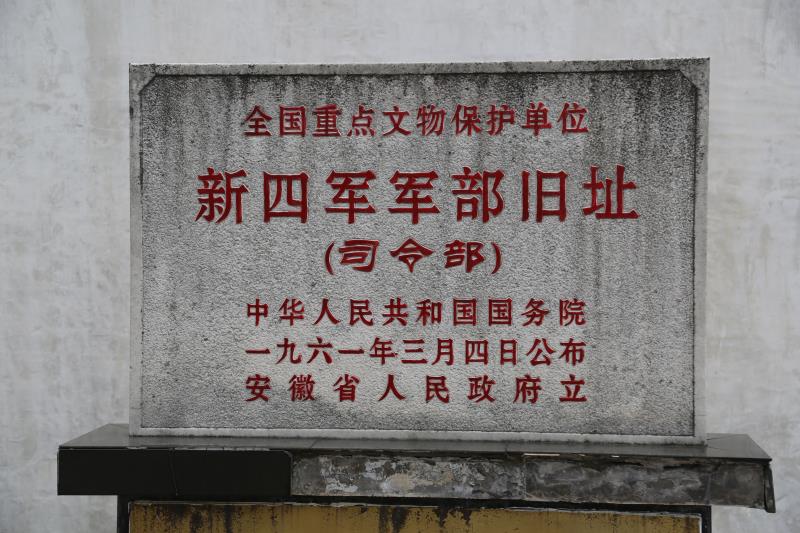 全国重点文物保护单位
新四军军部旧址
(司令部)
中华人民共和国国务院
一九六一年三月四日公布
安徽省人民政府立